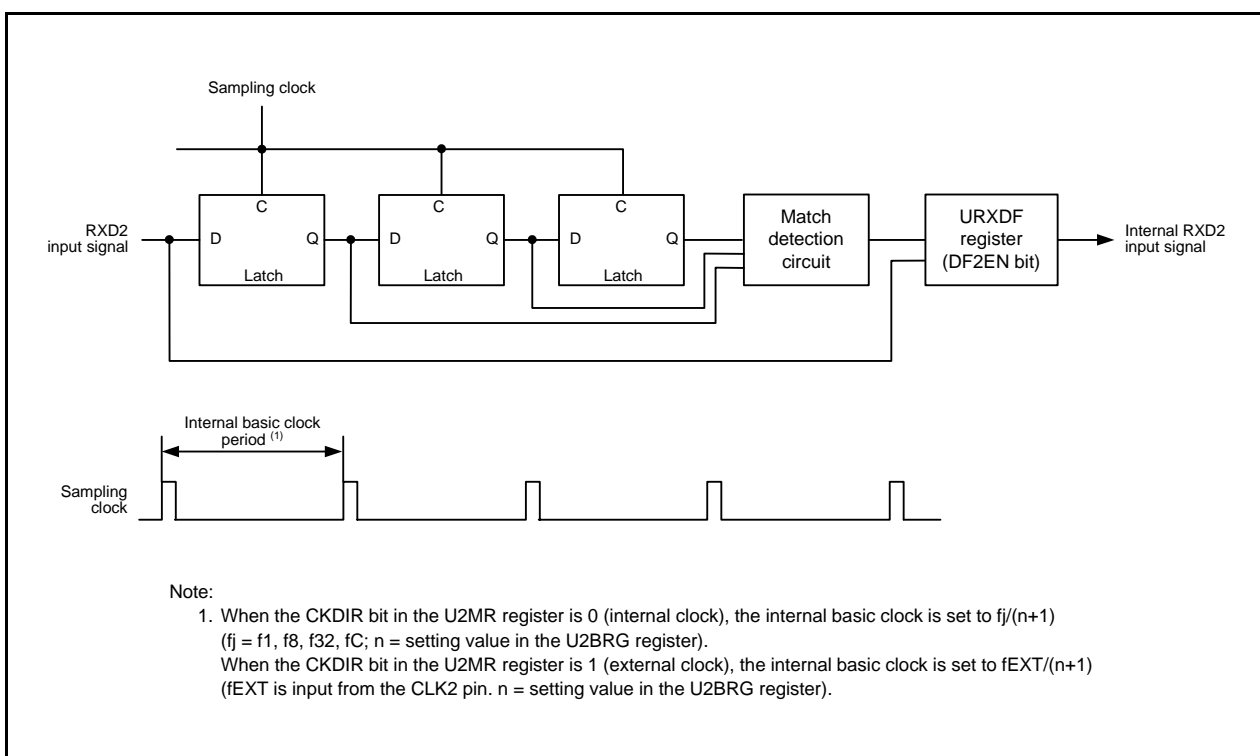 Sampling clock
C
C
C
RXD2
input signal
D
Q
D
Q
D
Q
Latch
Latch
Latch
Match
detection
circuit
URXDF
register
(DF2EN bit)
Internal RXD2
input signal
Internal basic clock
period (1)
Sampling
clock
Note:
1. When the CKDIR bit in the U2MR register is 0 (internal clock), the internal basic clock is set to fj/(n+1)
(fj = f1, f8, f32, fC; n = setting value in the U2BRG register).
When the CKDIR bit in the U2MR register is 1 (external clock), the internal basic clock is set to fEXT/(n+1)
(fEXT is input from the CLK2 pin. n = setting value in the U2BRG register).